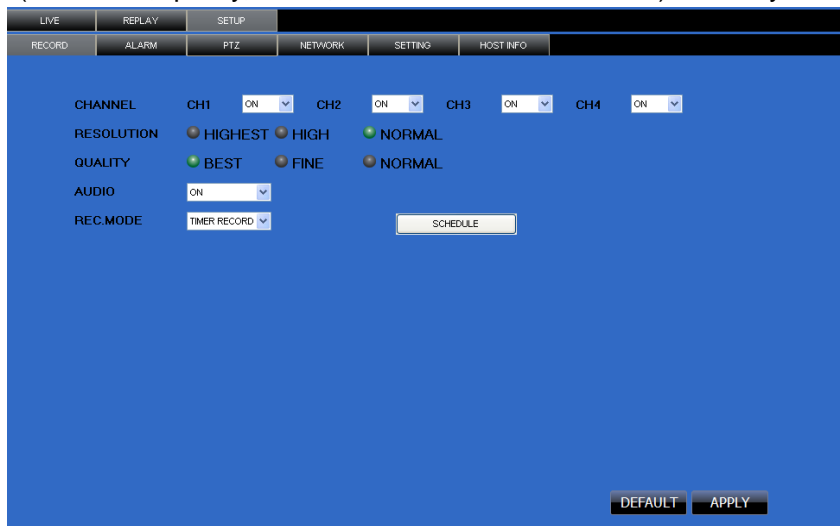 LIVE REPLAY SETUP
RECORD ALARM PTZ NETWORK SETTING HOST INFO
CHANNEL CH1 ON CH2 ON CH3 ON CH4 ON
RESOLUTION HIGHEST HIGH NORMAL
QUALITY BEST FINE NORMAL
AUDIO ON
REC.MODE TIMER RECORD SCHEDULE
DEFAULT APPLY